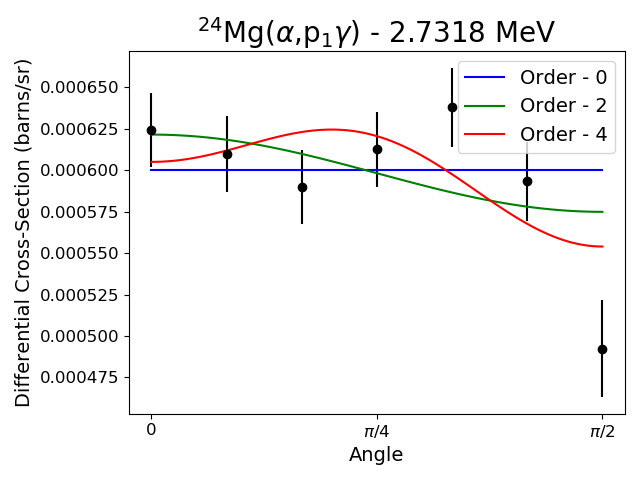 ²⁴Mg(α,p₁γ) - 2.7318 MeV
Order - 0
Order - 2
Order - 4
Differential Cross-Section (barns/sr)
0.000650
0.000625
0.000600
0.000575
0.000550
0.000525
0.000500
0.000475
0 π/4 π/2
Angle